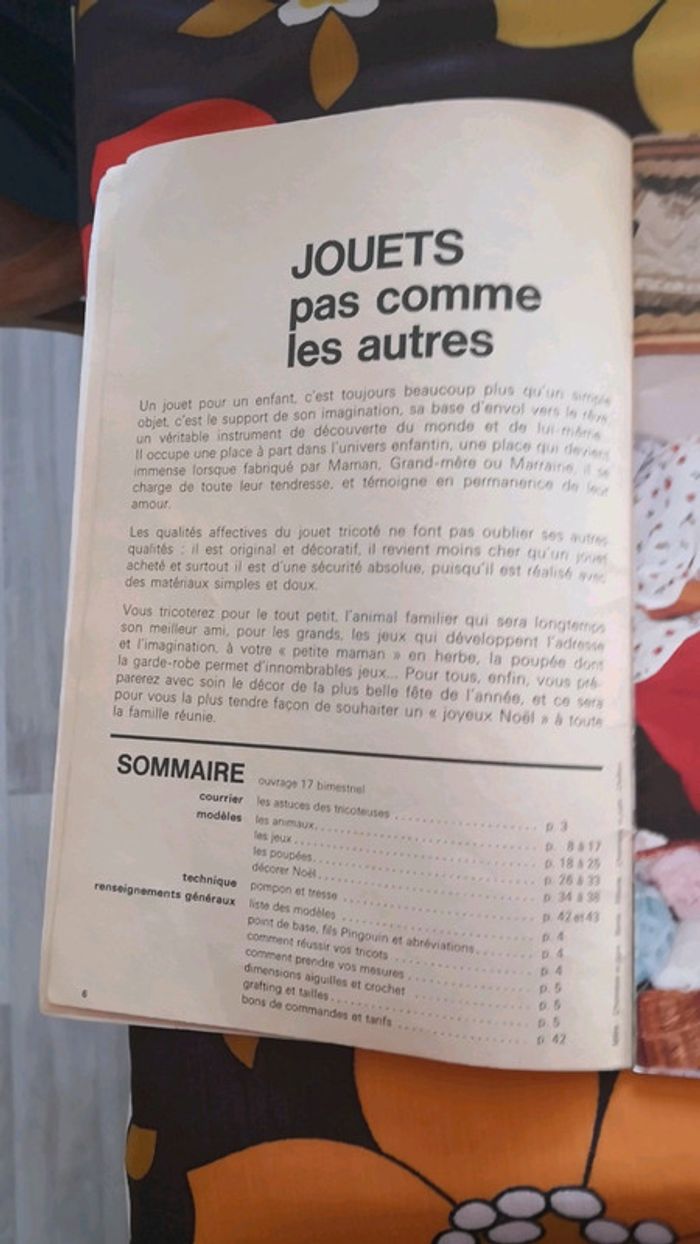 JOUETS
pas comme
les autres
Un jouet pour un enfant, c'est toujours beaucoup plus qu'un simple
objet, c'est le support de son imagination, sa base d'envol vers le rêve,
un véritable instrument de découverte du monde et de lui-même.
Il occupe une place à part dans l'univers enfantin, une place qui devient
immense lorsque fabriqué par Maman, Grand-mère ou Marraine, il se
charge de toute leur tendresse, et témoigne en permanence de leur
amour.
Les qualités affectives du jouet tricoté ne font pas oublier ses autres
qualités : il est original et décoratif, il revient moins cher qu'un jouet
acheté et surtout il est d'une sécurité absolue, puisqu'il est réalisé avec
des matériaux simples et doux.
Vous tricoterez pour le tout petit, l'animal familier qui sera longtemps
son meilleur ami, pour les grands, les jeux qui développent l'adresse
et l'imagination, à votre « petite maman » en herbe, la poupée dont
la garde-robe permet d'innombrables jeux... Pour tous, enfin, vous pré-
parerez avec soin le décor de la plus belle fête de l'année, et ce sera
pour vous la plus tendre façon de souhaiter un « joyeux Noël » à toute
la famille réunie.
SOMMAIRE ouvrage 17 bimestriel
courrier les astuces des tricoteuses ........ p. 3
modèles les animaux ........ p. 8 à 17
les jeux ........ p. 18 à 25
les poupées ........ p. 26 à 33
décorer Noël ........ p. 34 à 38
technique pompon et tresse ........ p. 42 et 43
renseignements généraux liste des modèles ........ p. 4
point de base, fils Pingouin et abréviations ........ p. 4
comment réussir vos tricots ........ p. 4
comment prendre vos mesures ........ p. 5
dimensions aiguilles et crochet ........ p. 5
grafting et tailles ........ p. 5
bons de commandes et tarifs ........ p. 42
6